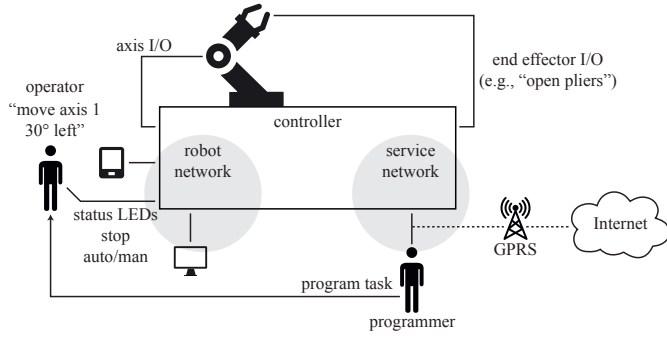 axis I/O
end effector I/O
(e.g., “open pliers”)
operator
“move axis 1
30° left”
controller
robot
network
service
network
status LEDs
stop
auto/man
Internet
GPRS
program task
programmer